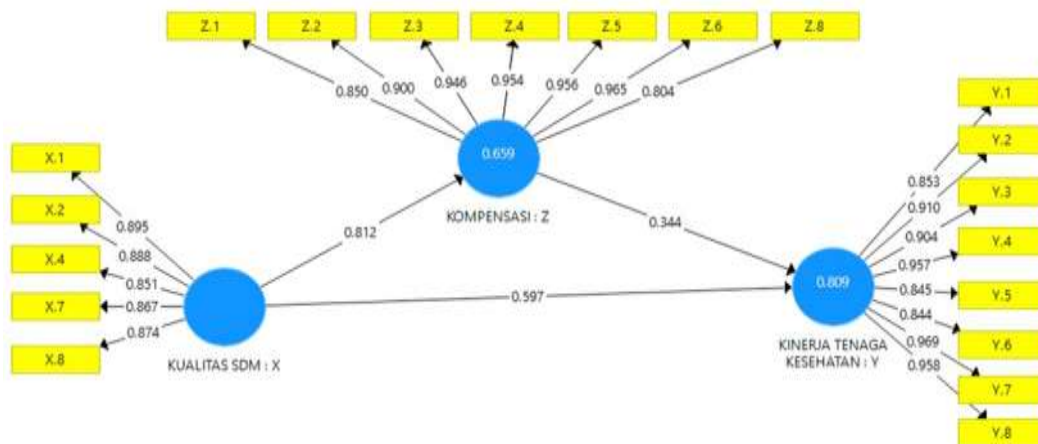 Z.1
Z.2
Z.3
Z.4
Z.5
Z.6
Z.8
0.850
0.900
0.946
0.954
0.956
0.965
0.804
0.659
KOMPENSASI : Z
X.1
X.2
X.4
X.7
X.8
0.895
0.888
0.851
0.867
0.874
KUALITAS SDM : X
0.812
0.344
0.597
0.809
KINERJA TENAGA
KESEHATAN : Y
0.853
0.910
0.904
0.957
0.845
0.844
0.969
0.958
Y.1
Y.2
Y.3
Y.4
Y.5
Y.6
Y.7
Y.8